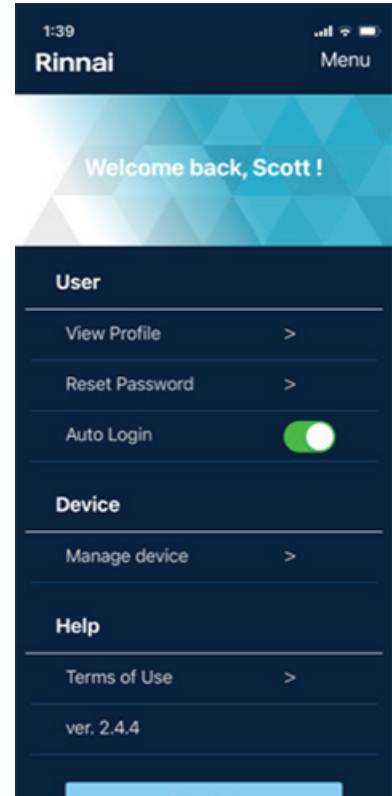 1:39
Rinnai Menu
Welcome back, Scott !
User
View Profile >
Reset Password >
Auto Login
Device
Manage device >
Help
Terms of Use >
ver. 2.4.4